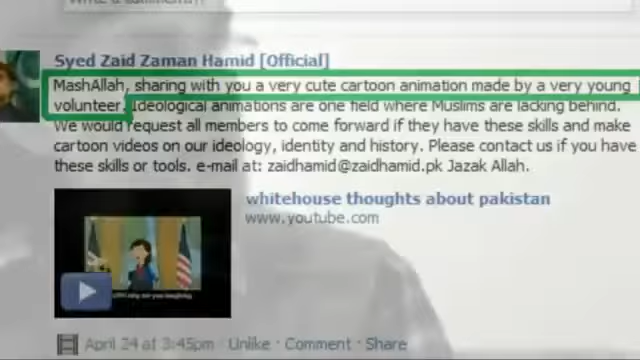 Syed Zaid Zaman Hamid [Official]
MashAllah, sharing with you a very cute cartoon animation made by a very young
volunteer. Ideological animations are one field where Muslims are lacking behind.
We would request all members to come forward if they have these skills and make
cartoon videos on our ideology, identity and history. Please contact us if you have
these skills or tools. e-mail at: zaidhamid@zaidhamid.pk Jazak Allah.
whitehouse thoughts about pakistan
www.youtube.com
April 24 at 3:45pm · Unlike · Comment · Share